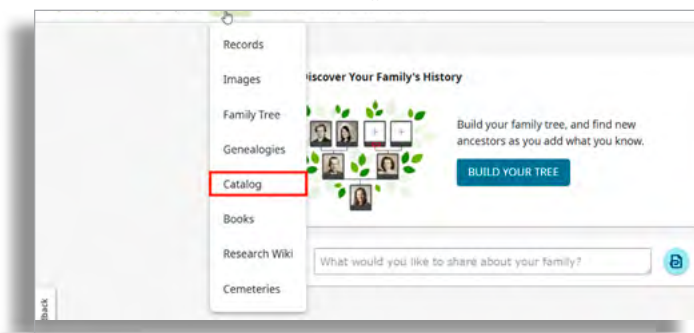 Records
Images
Family Tree
Genealogies
Catalog
Books
Research Wiki
Cemeteries
iscover Your Family's History
Build your family tree, and find new
ancestors as you add what you know.
BUILD YOUR TREE
What would you like to share about your family?
dback